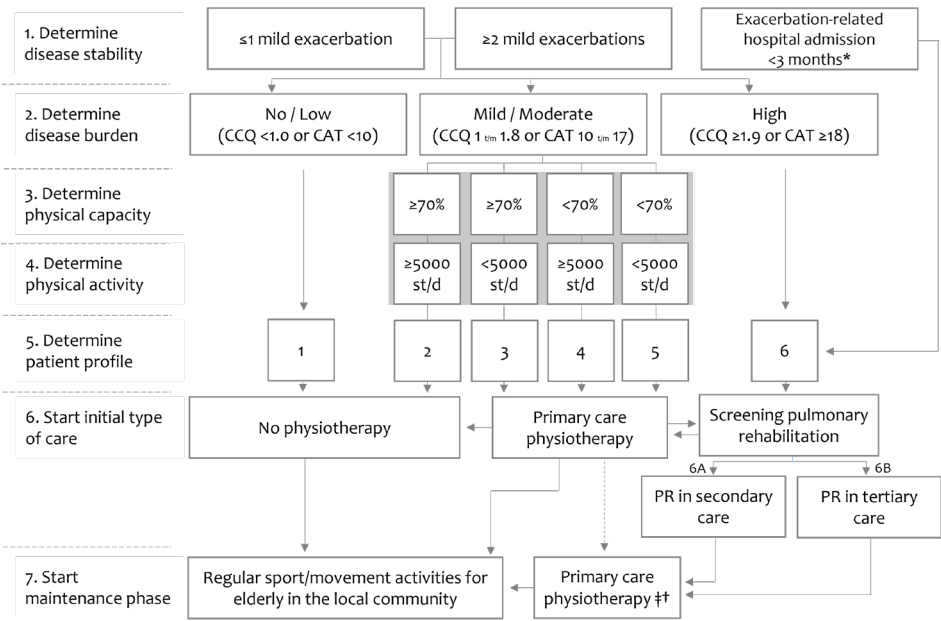 1. Determine
disease stability
≤1 mild exacerbation
≥2 mild exacerbations
Exacerbation-related
hospital admission
<3 months*
2. Determine
disease burden
No / Low
(CCQ <1.0 or CAT <10)
Mild / Moderate
(CCQ 1 t/m 1.8 or CAT 10 t/m 17)
High
(CCQ ≥1.9 or CAT ≥18)
3. Determine
physical capacity
≥70%
≥70%
<70%
<70%
4. Determine
physical activity
≥5000
st/d
<5000
st/d
≥5000
st/d
<5000
st/d
5. Determine
patient profile
1
2
3
4
5
6
6. Start initial type
of care
No physiotherapy
Primary care
physiotherapy
Screening pulmonary
rehabilitation
6A
6B
PR in secondary
care
PR in tertiary
care
7. Start
maintenance phase
Regular sport/movement activities for
elderly in the local community
Primary care
physiotherapy ‡†